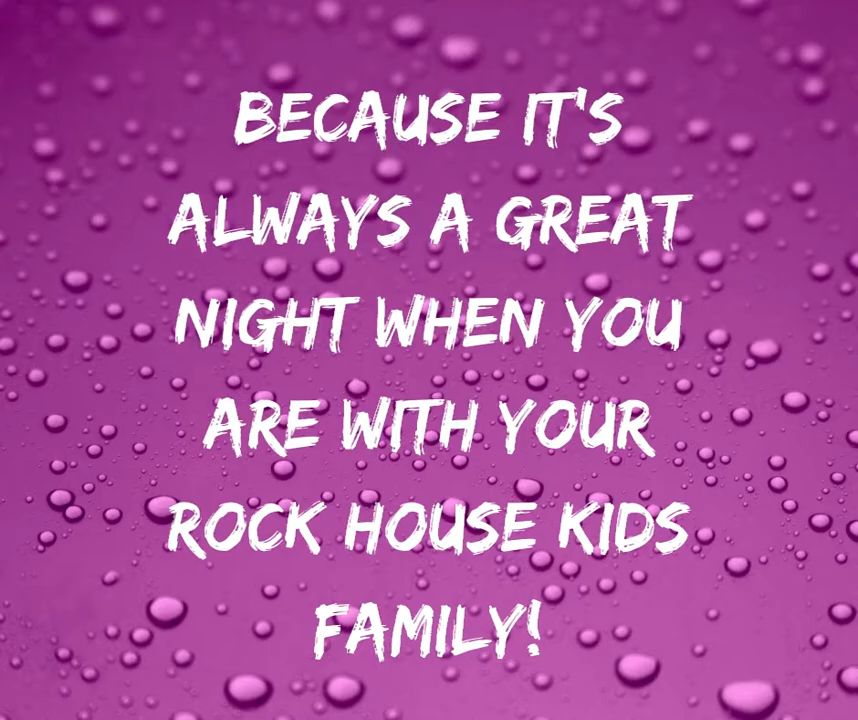 BECAUSE IT'S
ALWAYS A GREAT
NIGHT WHEN YOU
ARE WITH YOUR
ROCK HOUSE KIDS
FAMILY!